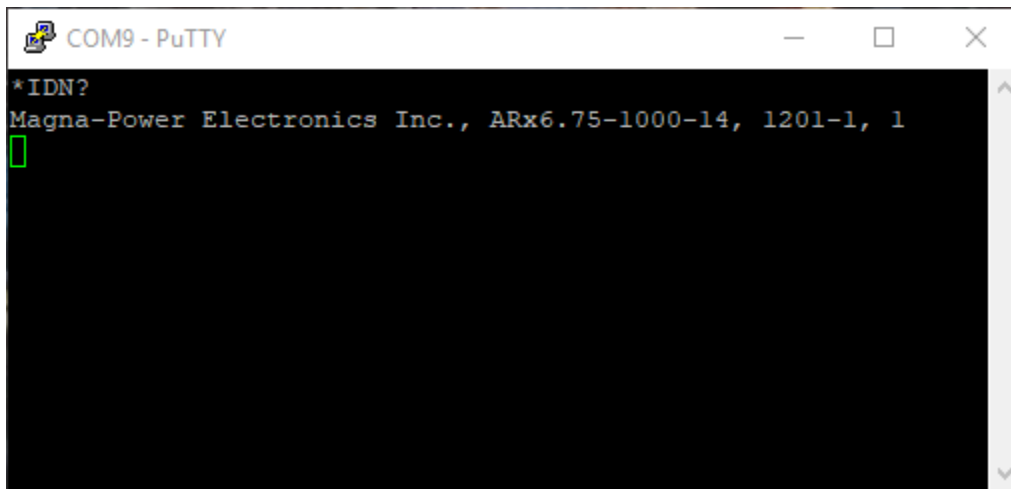 COM9 - PuTTY
*IDN?
Magna-Power Electronics Inc., ARx6.75-1000-14, 1201-1, 1